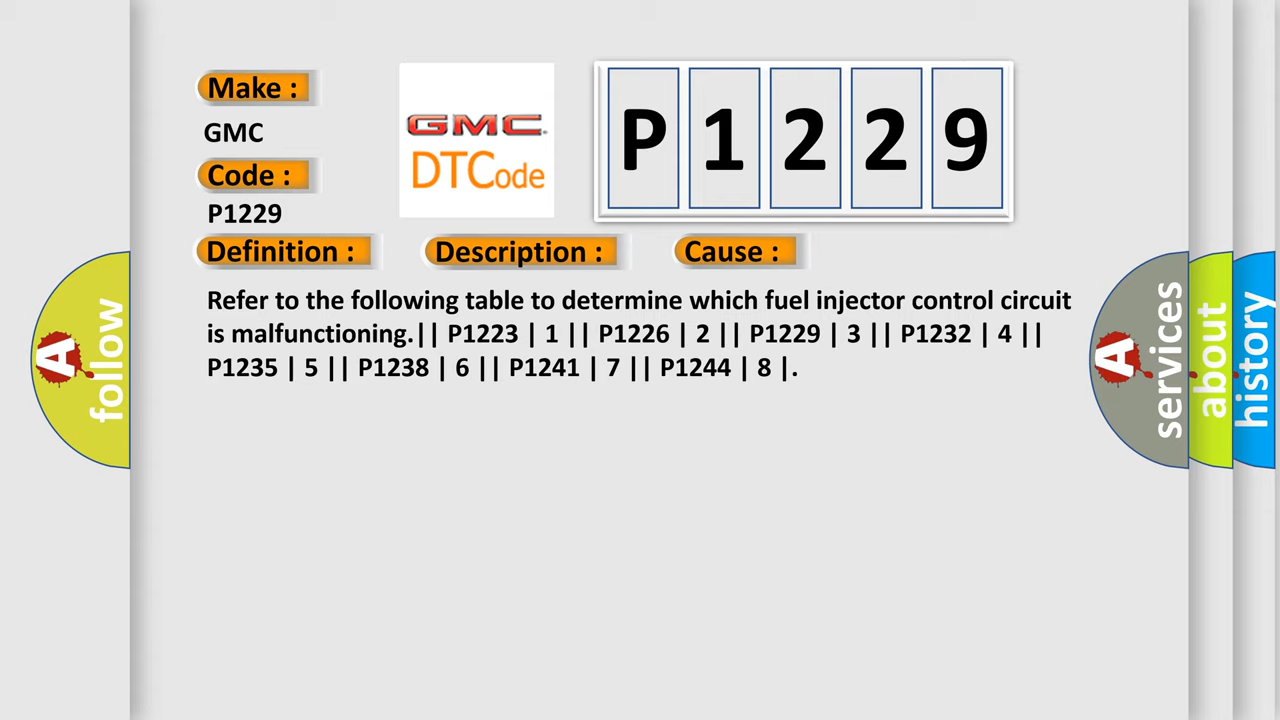 Make :
GMC
Code :
P1229
GMC
DTCode
P 1 2 2 9
Definition :
Description :
Cause :
Refer to the following table to determine which fuel injector control circuit
is malfunctioning.|| P1223 | 1 || P1226 | 2 || P1229 | 3 || P1232 | 4 ||
P1235 | 5 || P1238 | 6 || P1241 | 7 || P1244 | 8 |.
A
follow
A
services
about
history